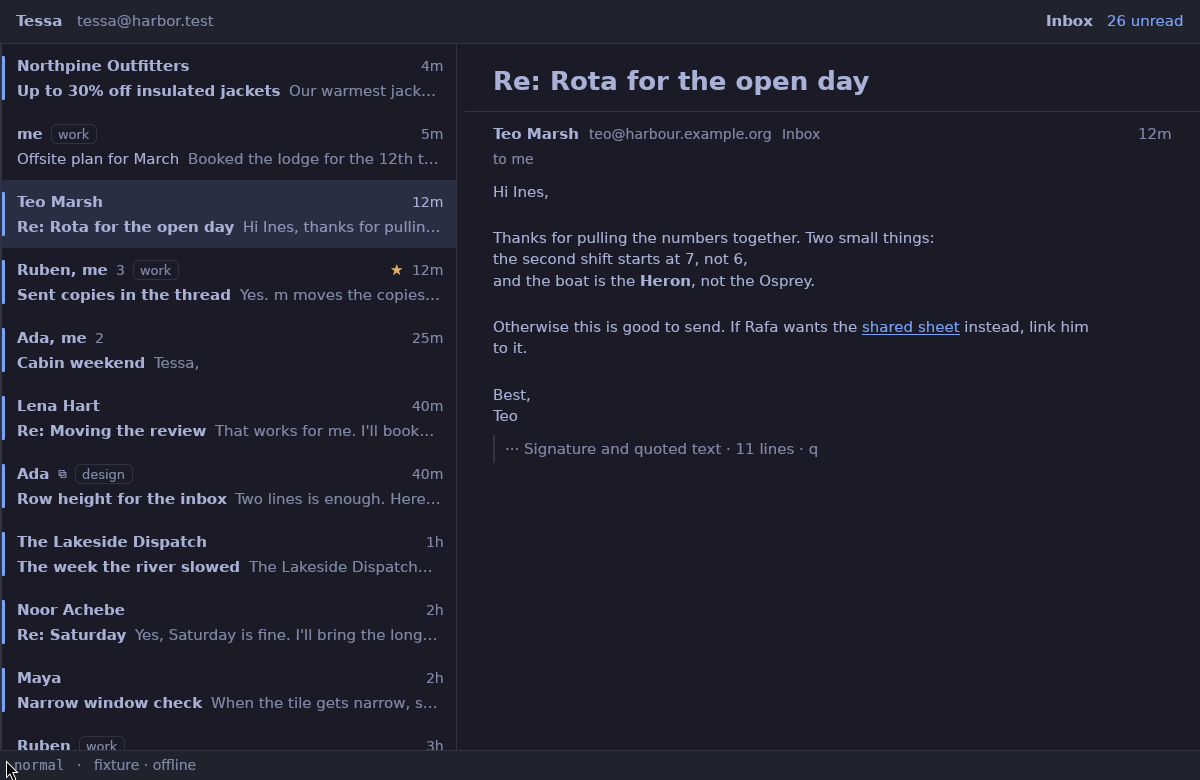 Tessa tessa@harbor.test Inbox 26 unread
Northpine Outfitters 4m
Up to 30% off insulated jackets Our warmest jack…
me work 5m
Offsite plan for March Booked the lodge for the 12th t…
Teo Marsh 12m
Re: Rota for the open day Hi Ines, thanks for pullin…
Ruben, me 3 work ★ 12m
Sent copies in the thread Yes. m moves the copies…
Ada, me 2 25m
Cabin weekend Tessa,
Lena Hart 40m
Re: Moving the review That works for me. I'll book…
Ada design 40m
Row height for the inbox Two lines is enough. Here…
The Lakeside Dispatch 1h
The week the river slowed The Lakeside Dispatch…
Noor Achebe 2h
Re: Saturday Yes, Saturday is fine. I'll bring the long…
Maya 2h
Narrow window check When the tile gets narrow, s…
Ruben work 3h
Re: Rota for the open day
Teo Marsh teo@harbour.example.org Inbox 12m
to me
Hi Ines,
Thanks for pulling the numbers together. Two small things:
the second shift starts at 7, not 6,
and the boat is the Heron, not the Osprey.
Otherwise this is good to send. If Rafa wants the shared sheet instead, link him
to it.
Best,
Teo
··· Signature and quoted text · 11 lines · q
normal · fixture · offline